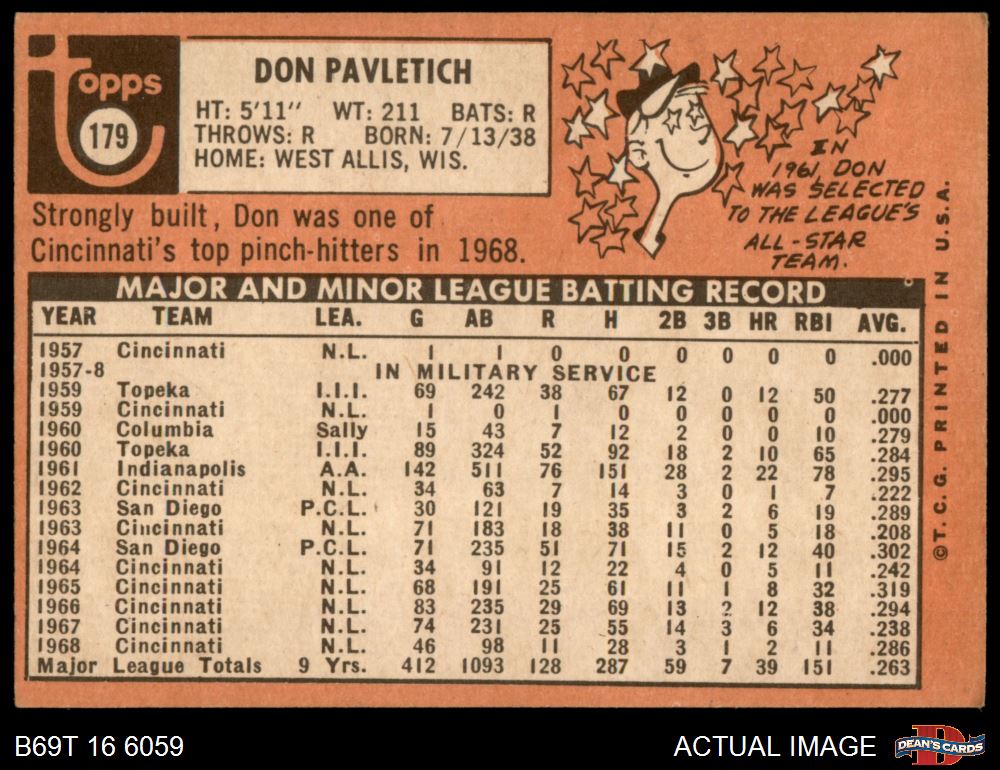 Topps
179
DON PAVLETICH
HT: 5'11" WT: 211 BATS: R
THROWS: R BORN: 7/13/38
HOME: WEST ALLIS, WIS.
Strongly built, Don was one of
Cincinnati's top pinch-hitters in 1968.
IN
1961, DON
WAS SELECTED
TO THE LEAGUE'S
ALL-STAR
TEAM.
MAJOR AND MINOR LEAGUE BATTING RECORD
YEAR TEAM LEA. G AB R H 2B 3B HR RBI AVG.
1957 Cincinnati N.L. 1 1 0 0 0 0 0 0 .000
1957-8 IN MILITARY SERVICE
1959 Topeka I.I.I. 69 242 38 67 12 0 12 50 .277
1959 Cincinnati N.L. 1 0 1 0 0 0 0 0 .000
1960 Columbia Sally 15 43 7 12 2 0 0 10 .279
1960 Topeka I.I.I. 89 324 52 92 18 2 10 65 .284
1961 Indianapolis A.A. 142 511 76 151 28 2 22 78 .295
1962 Cincinnati N.L. 34 63 7 14 3 0 1 7 .222
1963 San Diego P.C.L. 30 121 19 35 3 2 6 19 .289
1963 Cincinnati N.L. 71 183 18 38 11 0 5 18 .208
1964 San Diego P.C.L. 71 235 51 71 15 2 12 40 .302
1964 Cincinnati N.L. 34 91 12 22 4 0 5 11 .242
1965 Cincinnati N.L. 68 191 25 61 11 1 8 32 .319
1966 Cincinnati N.L. 83 235 29 69 13 2 12 38 .294
1967 Cincinnati N.L. 74 231 25 55 14 3 6 34 .238
1968 Cincinnati N.L. 46 98 11 28 3 1 2 11 .286
Major League Totals 9 Yrs. 412 1093 128 287 59 7 39 151 .263
©T.C.G. PRINTED IN U.S.A.
B69T 16 6059
ACTUAL IMAGE
DEAN'S CARDS